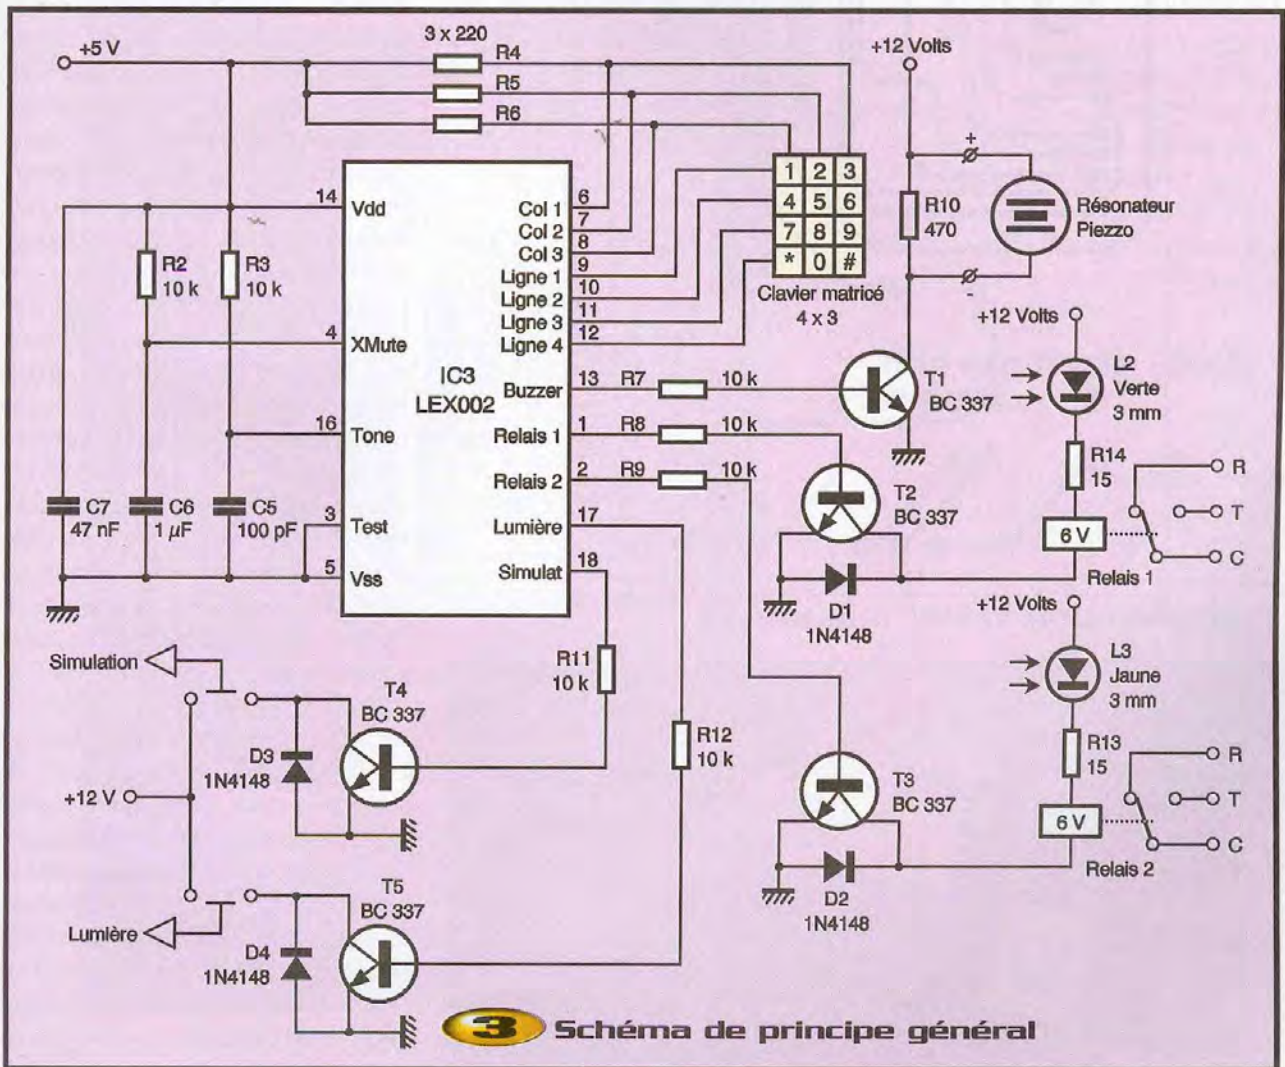 +5 V
3 x 220
R4
R5
R6
+12 Volts
14
Vdd
Col 1
6
Col 2
7
Col 3
8
Ligne 1
9
Ligne 2
10
Ligne 3
11
Ligne 4
12
1 2 3
4 5 6
7 8 9
* 0 #
Clavier matricé
4 x 3
+
R10
470
Résonateur
Piezzo
-
R2
10 k
R3
10 k
4
XMute
IC3
LEX002
Buzzer
13
R7
10 k
T1
BC 337
+12 Volts
L2
Verte
3 mm
16
Tone
Relais 1
1
R8
10 k
Relais 2
2
R9
10 k
T2
BC 337
R14
15
R
T
C
6 V
Relais 1
C7
47 nF
C6
1 µF
C5
100 pF
3
Test
5
Vss
Lumière
17
Simulat
18
D1
1N4148
+12 Volts
L3
Jaune
3 mm
Simulation
T4
BC 337
R11
10 k
R12
10 k
D3
1N4148
+12 V
T3
BC 337
R13
15
R
T
C
6 V
Relais 2
D2
1N4148
Lumière
T5
BC 337
D4
1N4148
3 Schéma de principe général